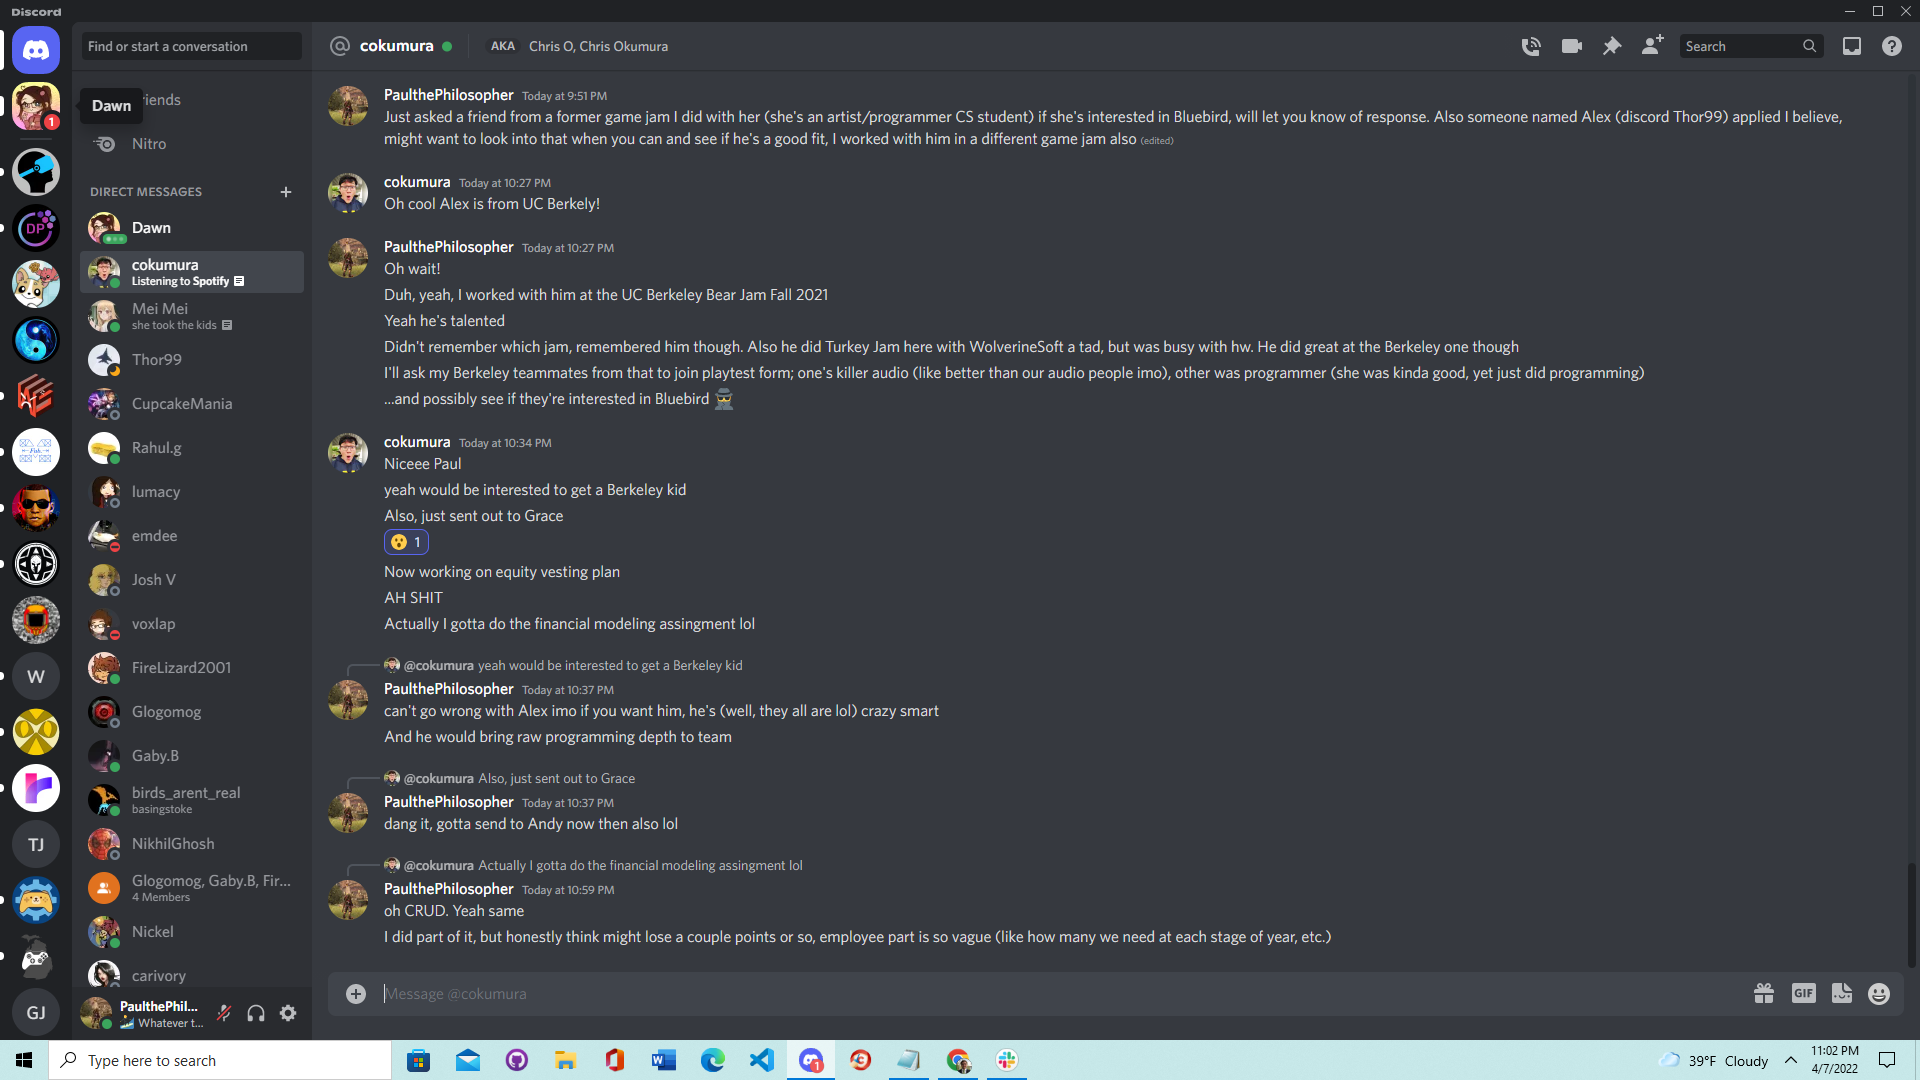 Discord
Find or start a conversation
cokumura
AKA
Chris O, Chris Okumura
Search
1
Dawn
iends
Nitro
DIRECT MESSAGES
Dawn
cokumura
Listening to Spotify
Mei Mei
she took the kids
Thor99
CupcakeMania
Rahul.g
lumacy
emdee
Josh V
voxlap
FireLizard2001
Glogomog
Gaby.B
birds_arent_real
basingstoke
NikhilGhosh
Glogomog, Gaby.B, Fir...
4 Members
Nickel
carivory
DP
W
TJ
GJ
PaulthePhil...
Whatever t...
PaulthePhilosopher Today at 9:51 PM
Just asked a friend from a former game jam I did with her (she's an artist/programmer CS student) if she's interested in Bluebird, will let you know of response. Also someone named Alex (discord Thor99) applied I believe,
might want to look into that when you can and see if he's a good fit, I worked with him in a different game jam also (edited)
cokumura Today at 10:27 PM
Oh cool Alex is from UC Berkely!
PaulthePhilosopher Today at 10:27 PM
Oh wait!
Duh, yeah, I worked with him at the UC Berkeley Bear Jam Fall 2021
Yeah he's talented
Didn't remember which jam, remembered him though. Also he did Turkey Jam here with WolverineSoft a tad, but was busy with hw. He did great at the Berkeley one though
I'll ask my Berkeley teammates from that to join playtest form; one's killer audio (like better than our audio people imo), other was programmer (she was kinda good, yet just did programming)
...and possibly see if they're interested in Bluebird
cokumura Today at 10:34 PM
Niceee Paul
yeah would be interested to get a Berkeley kid
Also, just sent out to Grace
1
Now working on equity vesting plan
AH SHIT
Actually I gotta do the financial modeling assingment lol
@cokumura yeah would be interested to get a Berkeley kid
PaulthePhilosopher Today at 10:37 PM
can't go wrong with Alex imo if you want him, he's (well, they all are lol) crazy smart
And he would bring raw programming depth to team
@cokumura Also, just sent out to Grace
PaulthePhilosopher Today at 10:37 PM
dang it, gotta send to Andy now then also lol
@cokumura Actually I gotta do the financial modeling assingment lol
PaulthePhilosopher Today at 10:59 PM
oh CRUD. Yeah same
I did part of it, but honestly think might lose a couple points or so, employee part is so vague (like how many we need at each stage of year, etc.)
Message @cokumura
GIF
Type here to search
1
39°F Cloudy
11:02 PM
4/7/2022